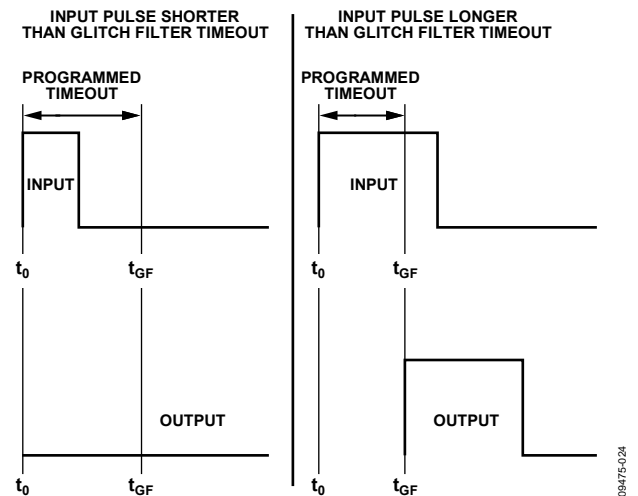 INPUT PULSE SHORTER
THAN GLITCH FILTER TIMEOUT
PROGRAMMED
TIMEOUT
INPUT
t0
tGF
OUTPUT
t0
tGF
INPUT PULSE LONGER
THAN GLITCH FILTER TIMEOUT
PROGRAMMED
TIMEOUT
INPUT
t0
tGF
OUTPUT
t0
tGF
09475-024